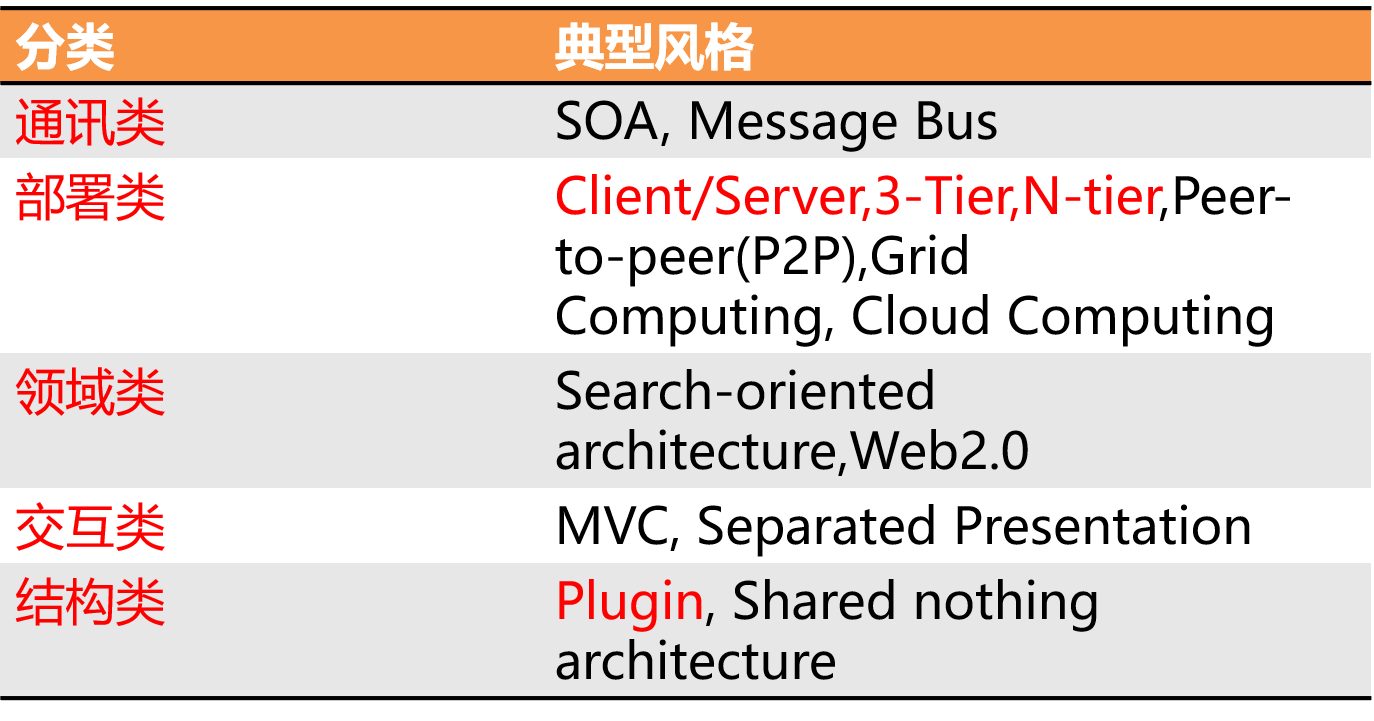 分类 典型风格
通讯类 SOA, Message Bus
部署类 Client/Server,3-Tier,N-tier,Peer-
to-peer(P2P),Grid
Computing, Cloud Computing
领域类 Search-oriented
architecture,Web2.0
交互类 MVC, Separated Presentation
结构类 Plugin, Shared nothing
architecture